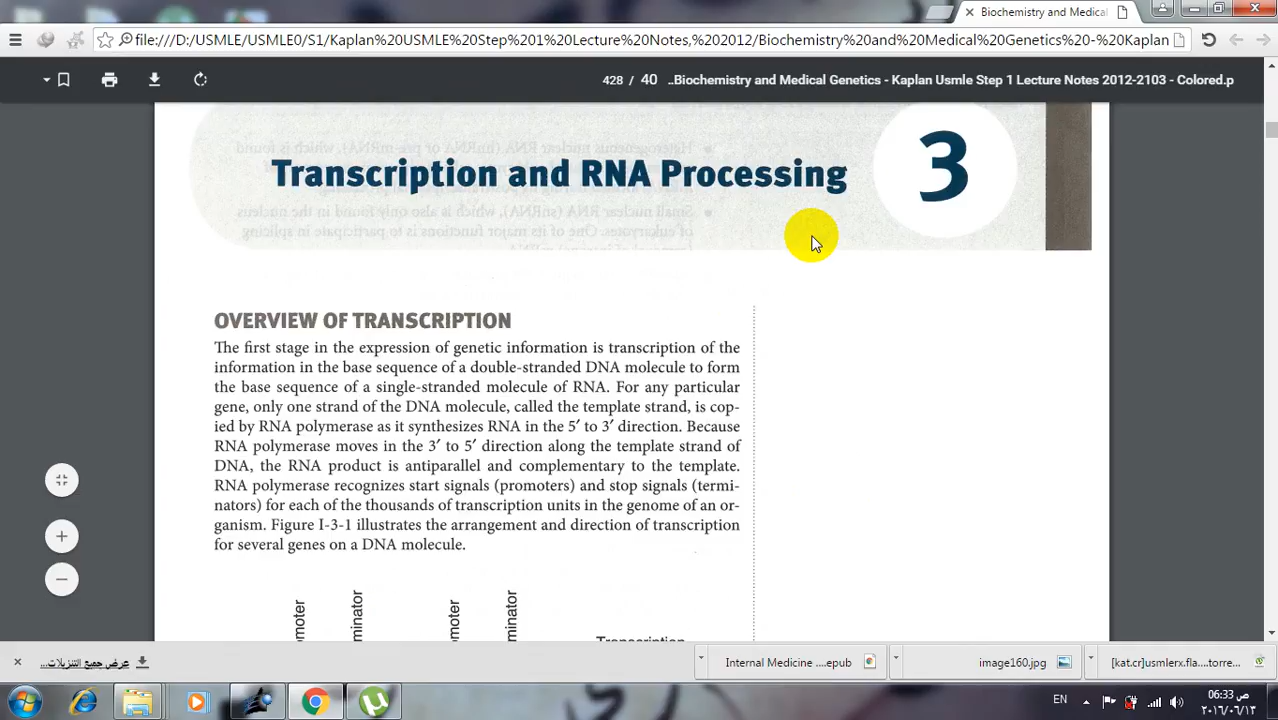 Biochemistry and Medical
file:///D:/USMLE/USMLE0/S1/Kaplan%20USMLE%20Step%201%20Lecture%20Notes,%202012/Biochemistry%20and%20Medical%20Genetics%20-%20Kaplan
428 / 40 ..Biochemistry and Medical Genetics - Kaplan Usmle Step 1 Lecture Notes 2012-2103 - Colored.p
Transcription and RNA Processing 3
OVERVIEW OF TRANSCRIPTION
The first stage in the expression of genetic information is transcription of the
information in the base sequence of a double-stranded DNA molecule to form
the base sequence of a single-stranded molecule of RNA. For any particular
gene, only one strand of the DNA molecule, called the template strand, is cop-
ied by RNA polymerase as it synthesizes RNA in the 5′ to 3′ direction. Because
RNA polymerase moves in the 3′ to 5′ direction along the template strand of
DNA, the RNA product is antiparallel and complementary to the template.
RNA polymerase recognizes start signals (promoters) and stop signals (termi-
nators) for each of the thousands of transcription units in the genome of an or-
ganism. Figure I-3-1 illustrates the arrangement and direction of transcription
for several genes on a DNA molecule.
omoter
minator
omoter
minator
Transcription
عرض جميع التنزيلات...
Internal Medicine ....epub
image160.jpg
[kat.cr]usmlerx.fla....torre...
EN
06:33 ص
٢٠١٦/٠٦/١٣